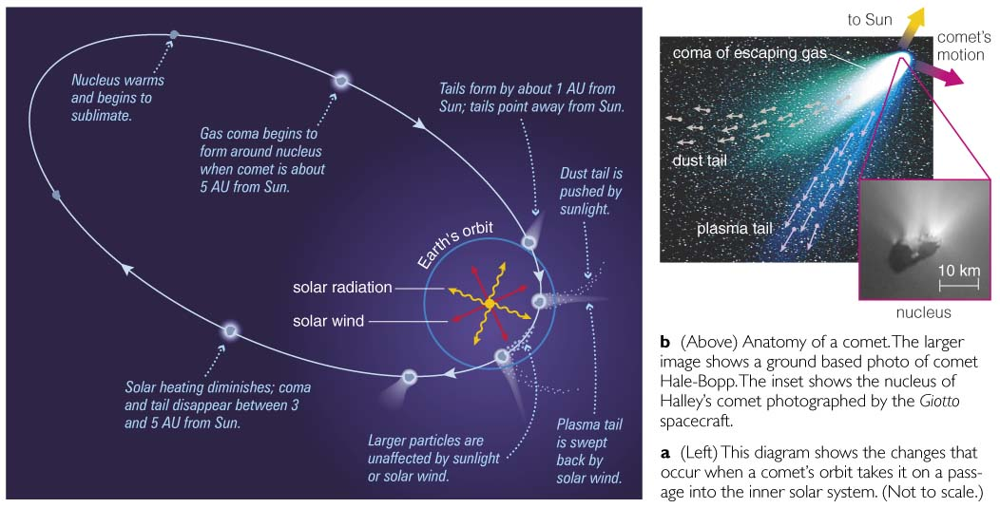 Nucleus warms
and begins to
sublimate.
Gas coma begins to
form around nucleus
when comet is about
5 AU from Sun.
Tails form by about 1 AU from
Sun; tails point away from Sun.
Dust tail is
pushed by
sunlight.
Earth's orbit
solar radiation
solar wind
Solar heating diminishes; coma
and tail disappear between 3
and 5 AU from Sun.
Larger particles are
unaffected by sunlight
or solar wind.
Plasma tail
is swept
back by
solar wind.
to Sun
comet's
motion
coma of escaping gas
dust tail
plasma tail
10 km
nucleus
b (Above) Anatomy of a comet. The larger
image shows a ground based photo of comet
Hale-Bopp. The inset shows the nucleus of
Halley's comet photographed by the Giotto
spacecraft.
a (Left) This diagram shows the changes that
occur when a comet's orbit takes it on a pass-
age into the inner solar system. (Not to scale.)